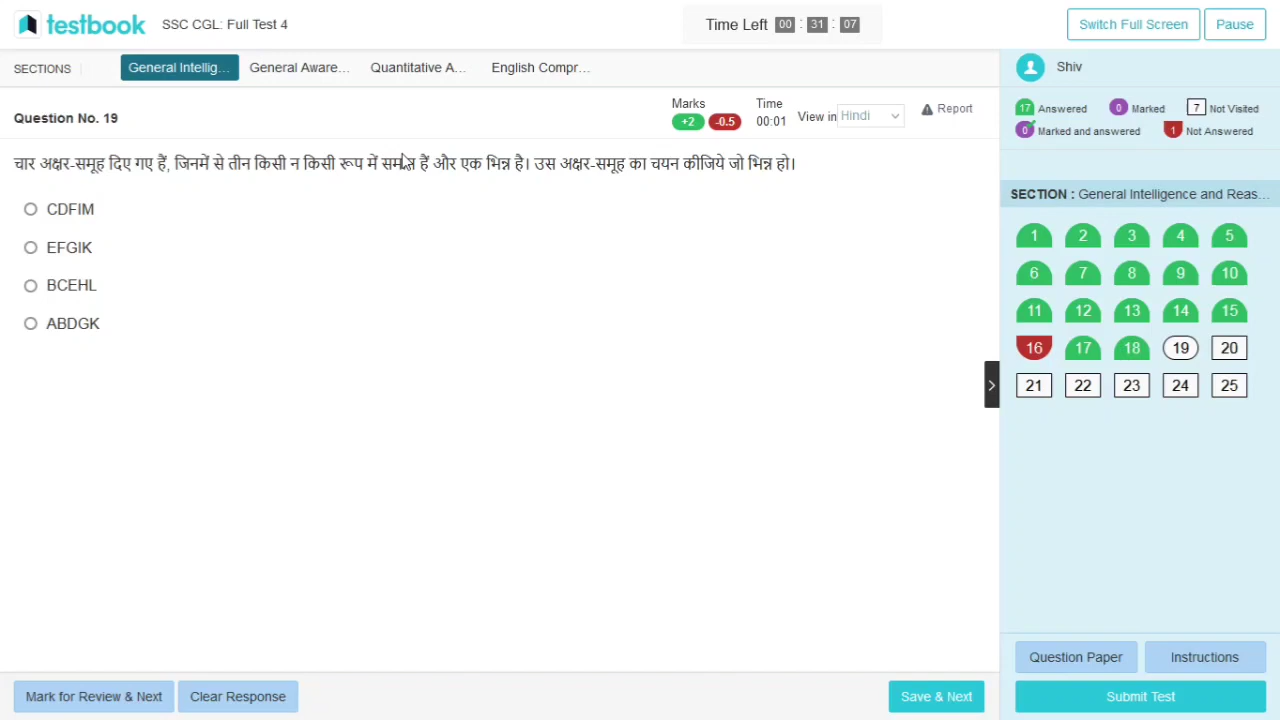 testbook SSC CGL: Full Test 4 Time Left 00 : 31 : 07 Switch Full Screen Pause
SECTIONS General Intellig... General Aware... Quantitative A... English Compr... Shiv
Question No. 19 Marks +2 -0.5 Time 00:01 View in Hindi Report
17 Answered 0 Marked 7 Not Visited
0 Marked and answered 1 Not Answered
चार अक्षर-समूह दिए गए हैं, जिनमें से तीन किसी न किसी रूप में समान हैं और एक भिन्न है। उस अक्षर-समूह का चयन कीजिये जो भिन्न हो।
CDFIM
EFGIK
BCEHL
ABDGK
SECTION : General Intelligence and Reas...
1 2 3 4 5
6 7 8 9 10
11 12 13 14 15
16 17 18 19 20
21 22 23 24 25
Question Paper Instructions
Mark for Review & Next Clear Response Save & Next Submit Test